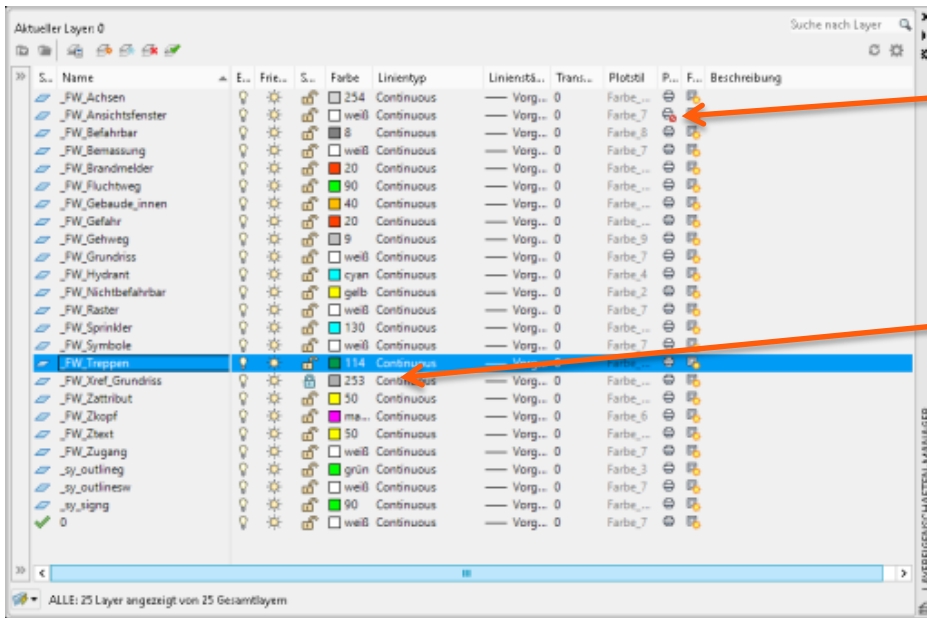 Aktueller Layer: 0
Suche nach Layer
S... Name E... Frie... S... Farbe Linientyp Linienstä... Trans... Plotstil P... F... Beschreibung
_FW_Achsen 254 Continuous Vorg... 0 Farbe_...
_FW_Ansichtsfenster weiß Continuous Vorg... 0 Farbe_7
_FW_Befahrbar 8 Continuous Vorg... 0 Farbe_8
_FW_Bemassung weiß Continuous Vorg... 0 Farbe_7
_FW_Brandmelder 20 Continuous Vorg... 0 Farbe_...
_FW_Fluchtweg 90 Continuous Vorg... 0 Farbe_...
_FW_Gebaude_innen 40 Continuous Vorg... 0 Farbe_...
_FW_Gefahr 20 Continuous Vorg... 0 Farbe_...
_FW_Gehweg 9 Continuous Vorg... 0 Farbe_9
_FW_Grundriss weiß Continuous Vorg... 0 Farbe_7
_FW_Hydrant cyan Continuous Vorg... 0 Farbe_4
_FW_Nichtbefahrbar gelb Continuous Vorg... 0 Farbe_2
_FW_Raster weiß Continuous Vorg... 0 Farbe_7
_FW_Sprinkler 130 Continuous Vorg... 0 Farbe_...
_FW_Symbole weiß Continuous Vorg... 0 Farbe_7
_FW_Treppen 114 Continuous Vorg... 0 Farbe_...
_FW_Xref_Grundriss 253 Continuous Vorg... 0 Farbe_...
_FW_Zattribut 50 Continuous Vorg... 0 Farbe_...
_FW_Zkopf ma... Continuous Vorg... 0 Farbe_6
_FW_Ztext 50 Continuous Vorg... 0 Farbe_...
_FW_Zugang weiß Continuous Vorg... 0 Farbe_7
_sy_outlineg grün Continuous Vorg... 0 Farbe_3
_sy_outlinesw weiß Continuous Vorg... 0 Farbe_7
_sy_signg 90 Continuous Vorg... 0 Farbe_...
0 weiß Continuous Vorg... 0 Farbe_7
ALLE: 25 Layer angezeigt von 25 Gesamtlayern
LAYEREIGENSCHAFTEN-MANAGER